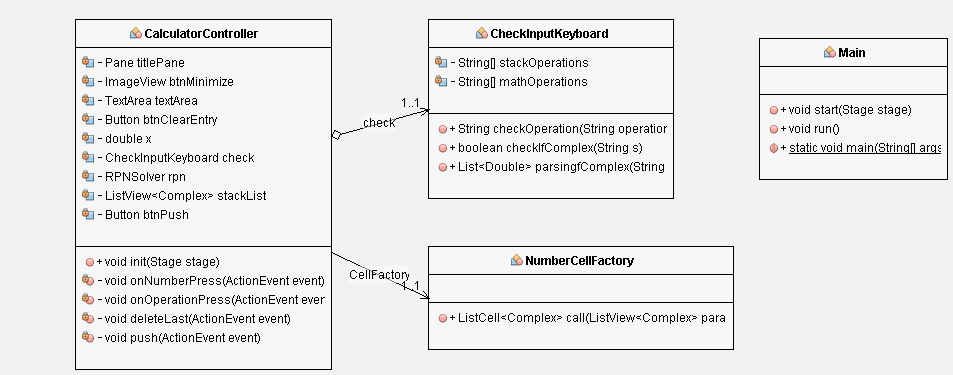 CalculatorController
- Pane titlePane
- ImageView btnMinimize
- TextArea textArea
- Button btnClearEntry
- double x
- CheckInputKeyboard check
- RPNSolver rpn
- ListView<Complex> stackList
- Button btnPush
+ void init(Stage stage)
- void onNumberPress(ActionEvent event)
- void onOperationPress(ActionEvent ever
- void deleteLast(ActionEvent event)
- void push(ActionEvent event)
check
1..1
CellFactory
1..1
CheckInputKeyboard
- String[] stackOperations
- String[] mathOperations
+ String checkOperation(String operation
+ boolean checkIfComplex(String s)
+ List<Double> parsingfComplex(String
NumberCellFactory
+ ListCell<Complex> call(ListView<Complex> para
Main
+ void start(Stage stage)
+ void run()
+ static void main(String[] args